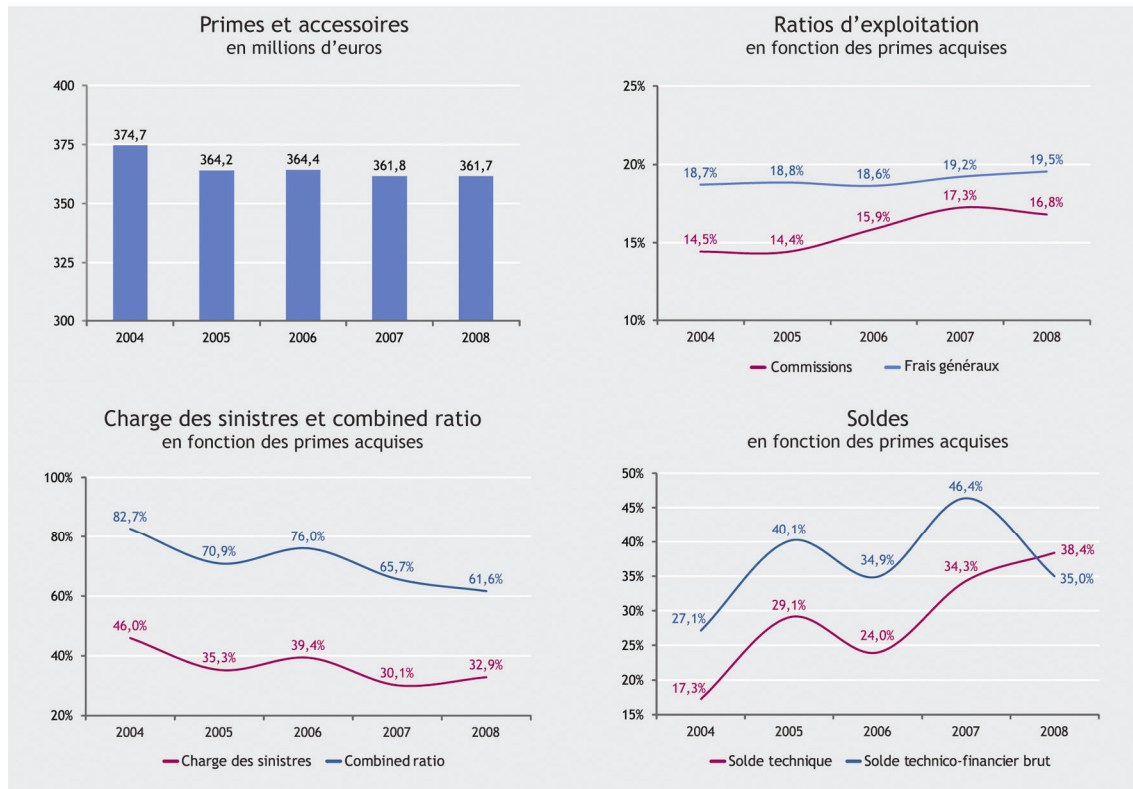 Primes et accessoires
en millions d'euros
400
375
350
325
300
374,7
364,2
364,4
361,8
361,7
2004 2005 2006 2007 2008
Ratios d'exploitation
en fonction des primes acquises
25%
20%
15%
10%
18,7% 18,8% 18,6% 19,2% 19,5%
14,5% 14,4% 15,9% 17,3% 16,8%
2004 2005 2006 2007 2008
Commissions Frais généraux
Charge des sinistres et combined ratio
en fonction des primes acquises
100%
80%
60%
40%
20%
82,7% 70,9% 76,0% 65,7% 61,6%
46,0% 35,3% 39,4% 30,1% 32,9%
2004 2005 2006 2007 2008
Charge des sinistres Combined ratio
Soldes
en fonction des primes acquises
50%
45%
40%
35%
30%
25%
20%
15%
27,1% 40,1% 34,9% 46,4% 35,0%
17,3% 29,1% 24,0% 34,3% 38,4%
2004 2005 2006 2007 2008
Solde technique Solde technico-financier brut